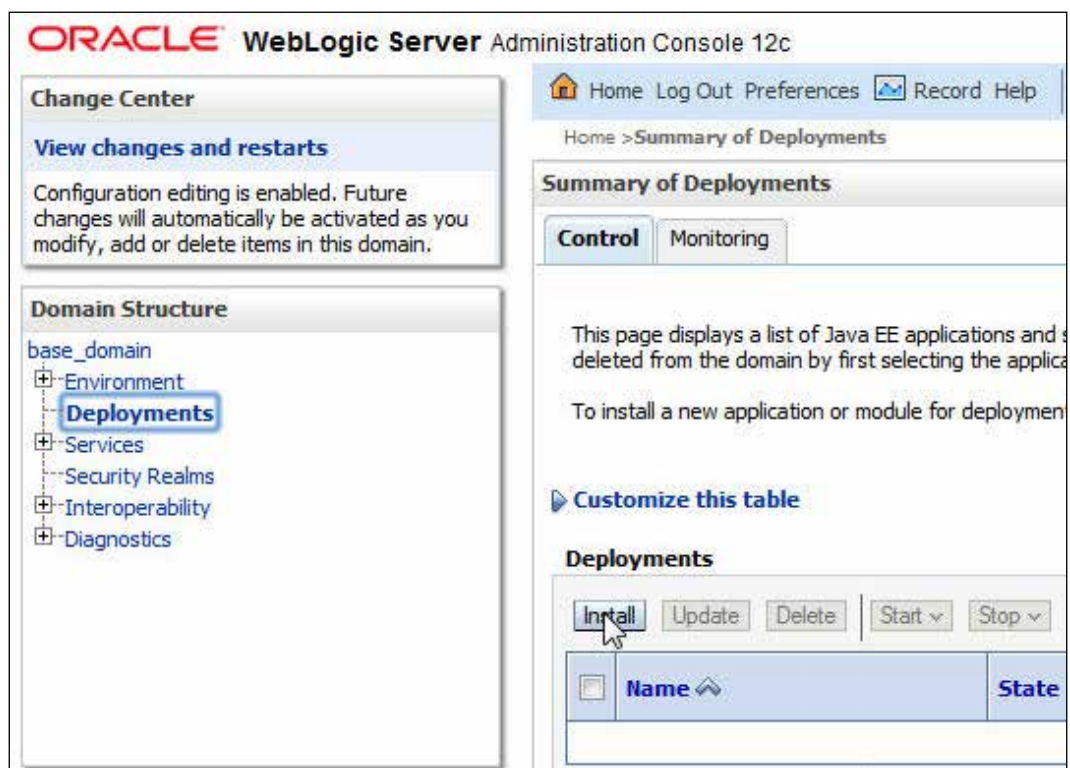 ORACLE WebLogic Server Administration Console 12c
Change Center
View changes and restarts
Configuration editing is enabled. Future
changes will automatically be activated as you
modify, add or delete items in this domain.
Domain Structure
base_domain
Environment
Deployments
Services
Security Realms
Interoperability
Diagnostics
Home Log Out Preferences Record Help
Home >Summary of Deployments
Summary of Deployments
Control Monitoring
This page displays a list of Java EE applications and
deleted from the domain by first selecting the
To install a new application or module for
Customize this table
Deployments
Install Update Delete Start Stop
Name State